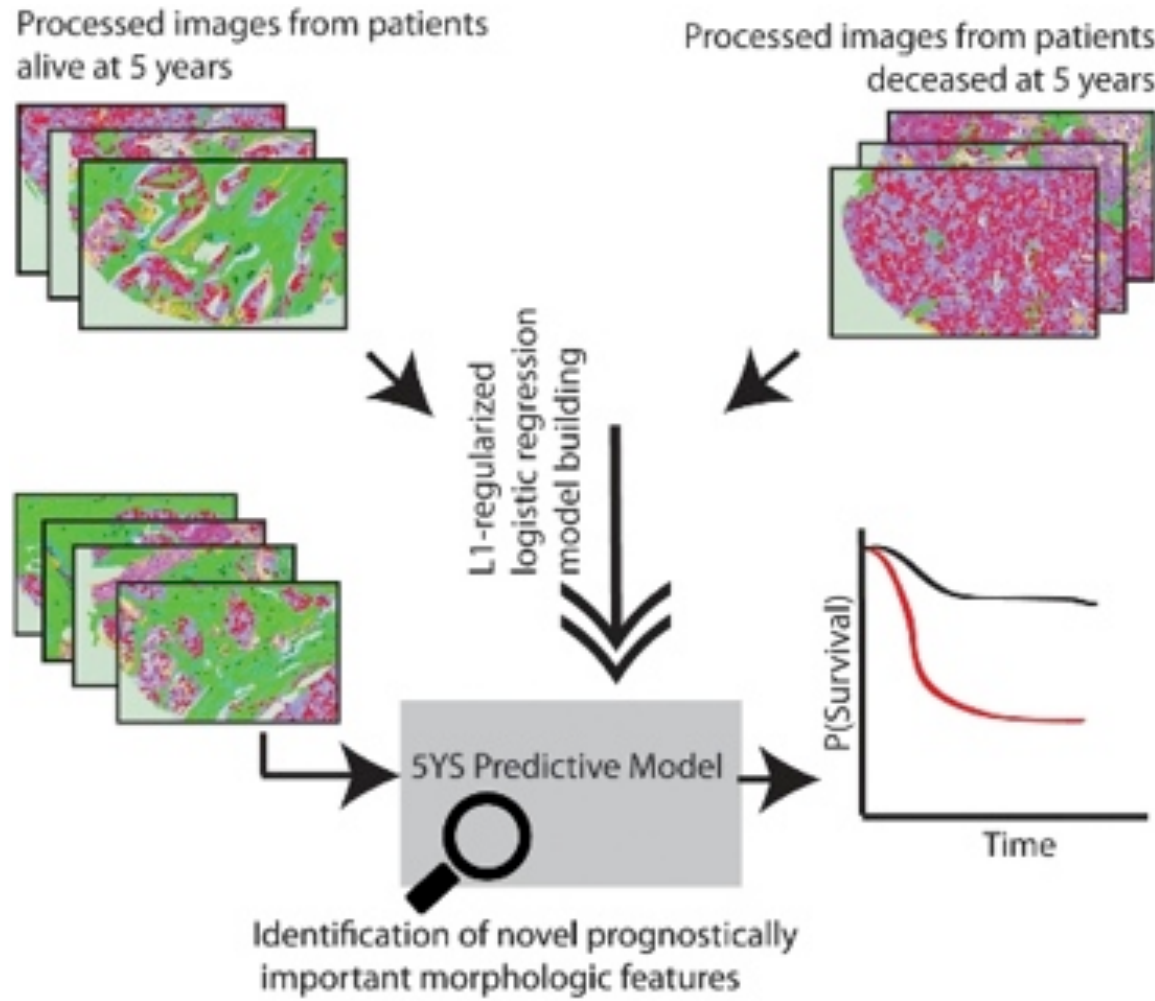 Processed images from patients
alive at 5 years
Processed images from patients
deceased at 5 years
L1-regularized
logistic regression
model building
5YS Predictive Model
P(Survival)
Time
Identification of novel prognostically
important morphologic features